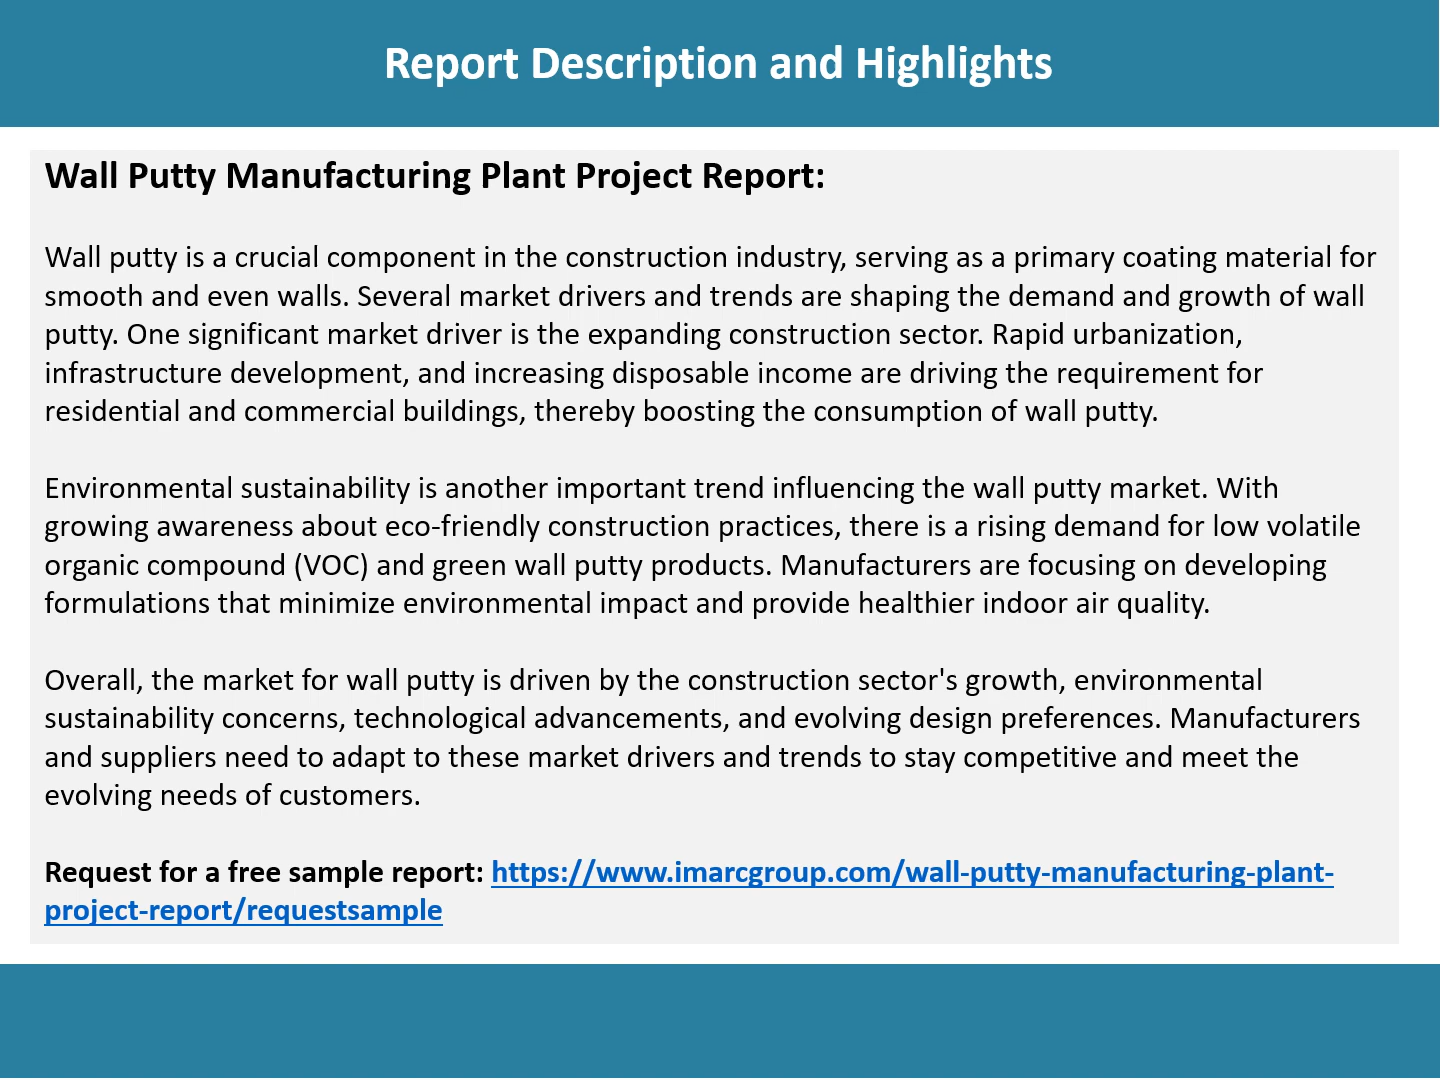 Report Description and Highlights
Wall Putty Manufacturing Plant Project Report:
Wall putty is a crucial component in the construction industry, serving as a primary coating material for
smooth and even walls. Several market drivers and trends are shaping the demand and growth of wall
putty. One significant market driver is the expanding construction sector. Rapid urbanization,
infrastructure development, and increasing disposable income are driving the requirement for
residential and commercial buildings, thereby boosting the consumption of wall putty.
Environmental sustainability is another important trend influencing the wall putty market. With
growing awareness about eco-friendly construction practices, there is a rising demand for low volatile
organic compound (VOC) and green wall putty products. Manufacturers are focusing on developing
formulations that minimize environmental impact and provide healthier indoor air quality.
Overall, the market for wall putty is driven by the construction sector's growth, environmental
sustainability concerns, technological advancements, and evolving design preferences. Manufacturers
and suppliers need to adapt to these market drivers and trends to stay competitive and meet the
evolving needs of customers.
Request for a free sample report: https://www.imarcgroup.com/wall-putty-manufacturing-plant-
project-report/requestsample